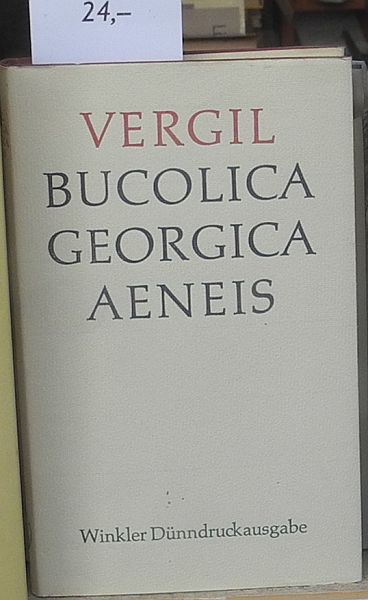 24,–
VERGIL
BUCOLICA
GEORGICA
AENEIS
Winkler Dünndruckausgabe